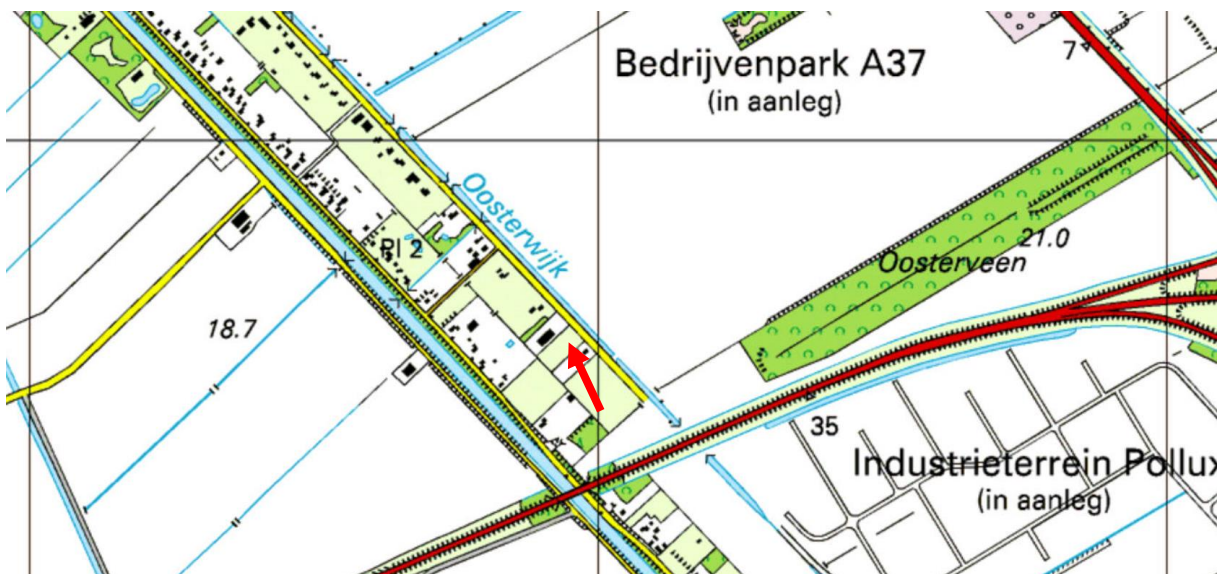 Bedrijvenpark A37
(in aanleg)
7
Oosterwijk
Pl 2
21.0
Oosterveen
18.7
35
Industrieterrein Pollux
(in aanleg)